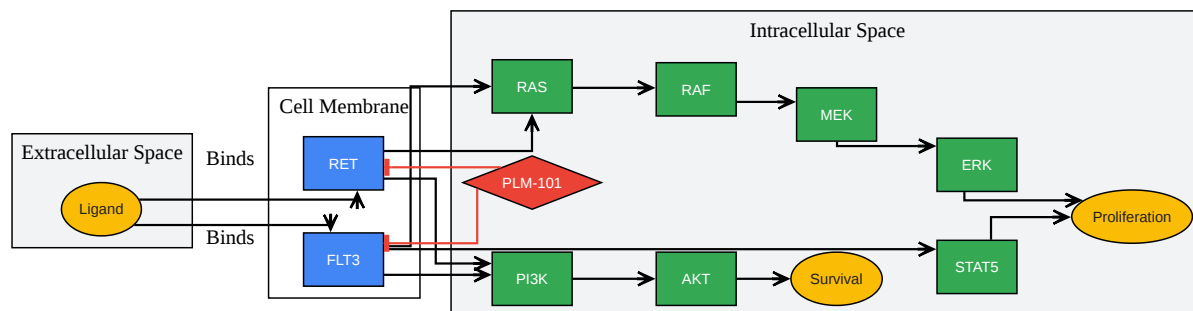 Intracellular Space
RAS
RAF
MEK
Cell Membrane
Extracellular Space
Binds
RET
PLM-101
ERK
Ligand
Proliferation
Binds
FLT3
PI3K
AKT
Survival
STAT5